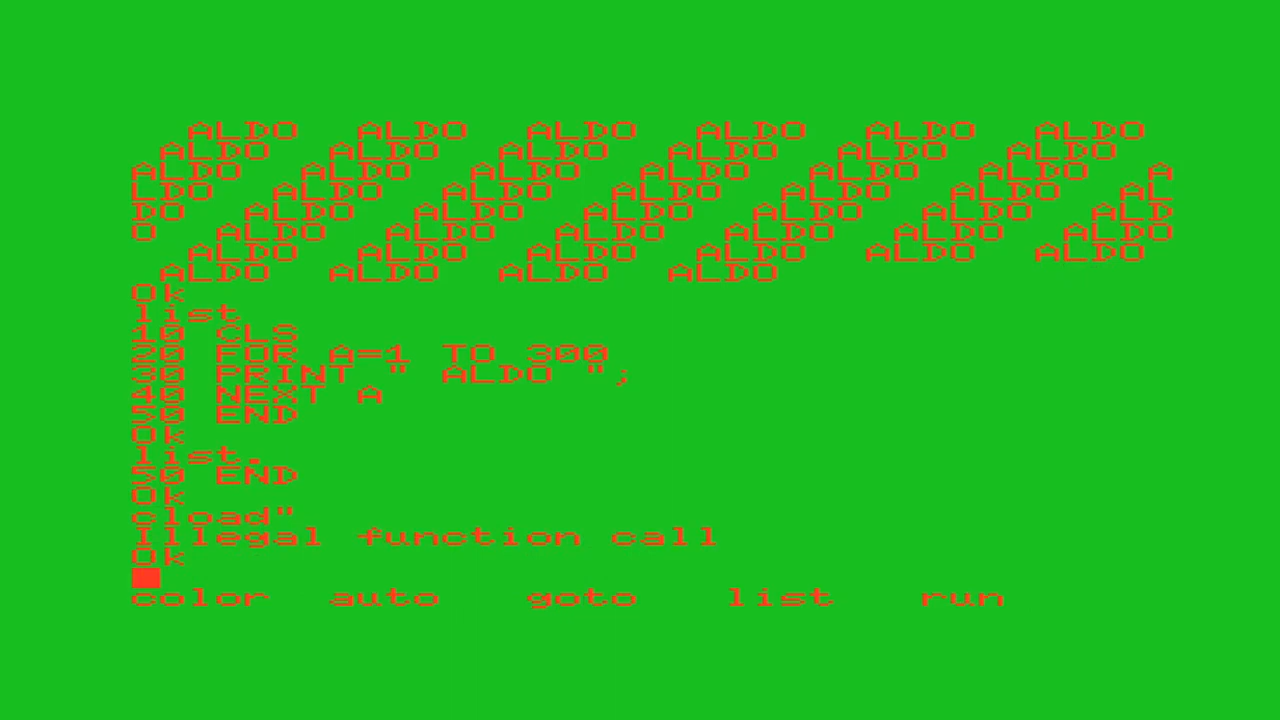 ALDO ALDO ALDO ALDO ALDO ALDO
ALDO ALDO ALDO ALDO ALDO ALDO
ALDO ALDO ALDO ALDO ALDO ALDO A
LDO ALDO ALDO ALDO ALDO ALDO AL
DO ALDO ALDO ALDO ALDO ALDO ALD
O ALDO ALDO ALDO ALDO ALDO ALDO
ALDO ALDO ALDO ALDO ALDO ALDO
ALDO ALDO ALDO ALDO
Ok
list
10 CLS
20 FOR A=1 TO 300
30 PRINT " ALDO ";
40 NEXT A
50 END
Ok
list.
50 END
Ok
cload"
Illegal function call
Ok
color auto goto list run